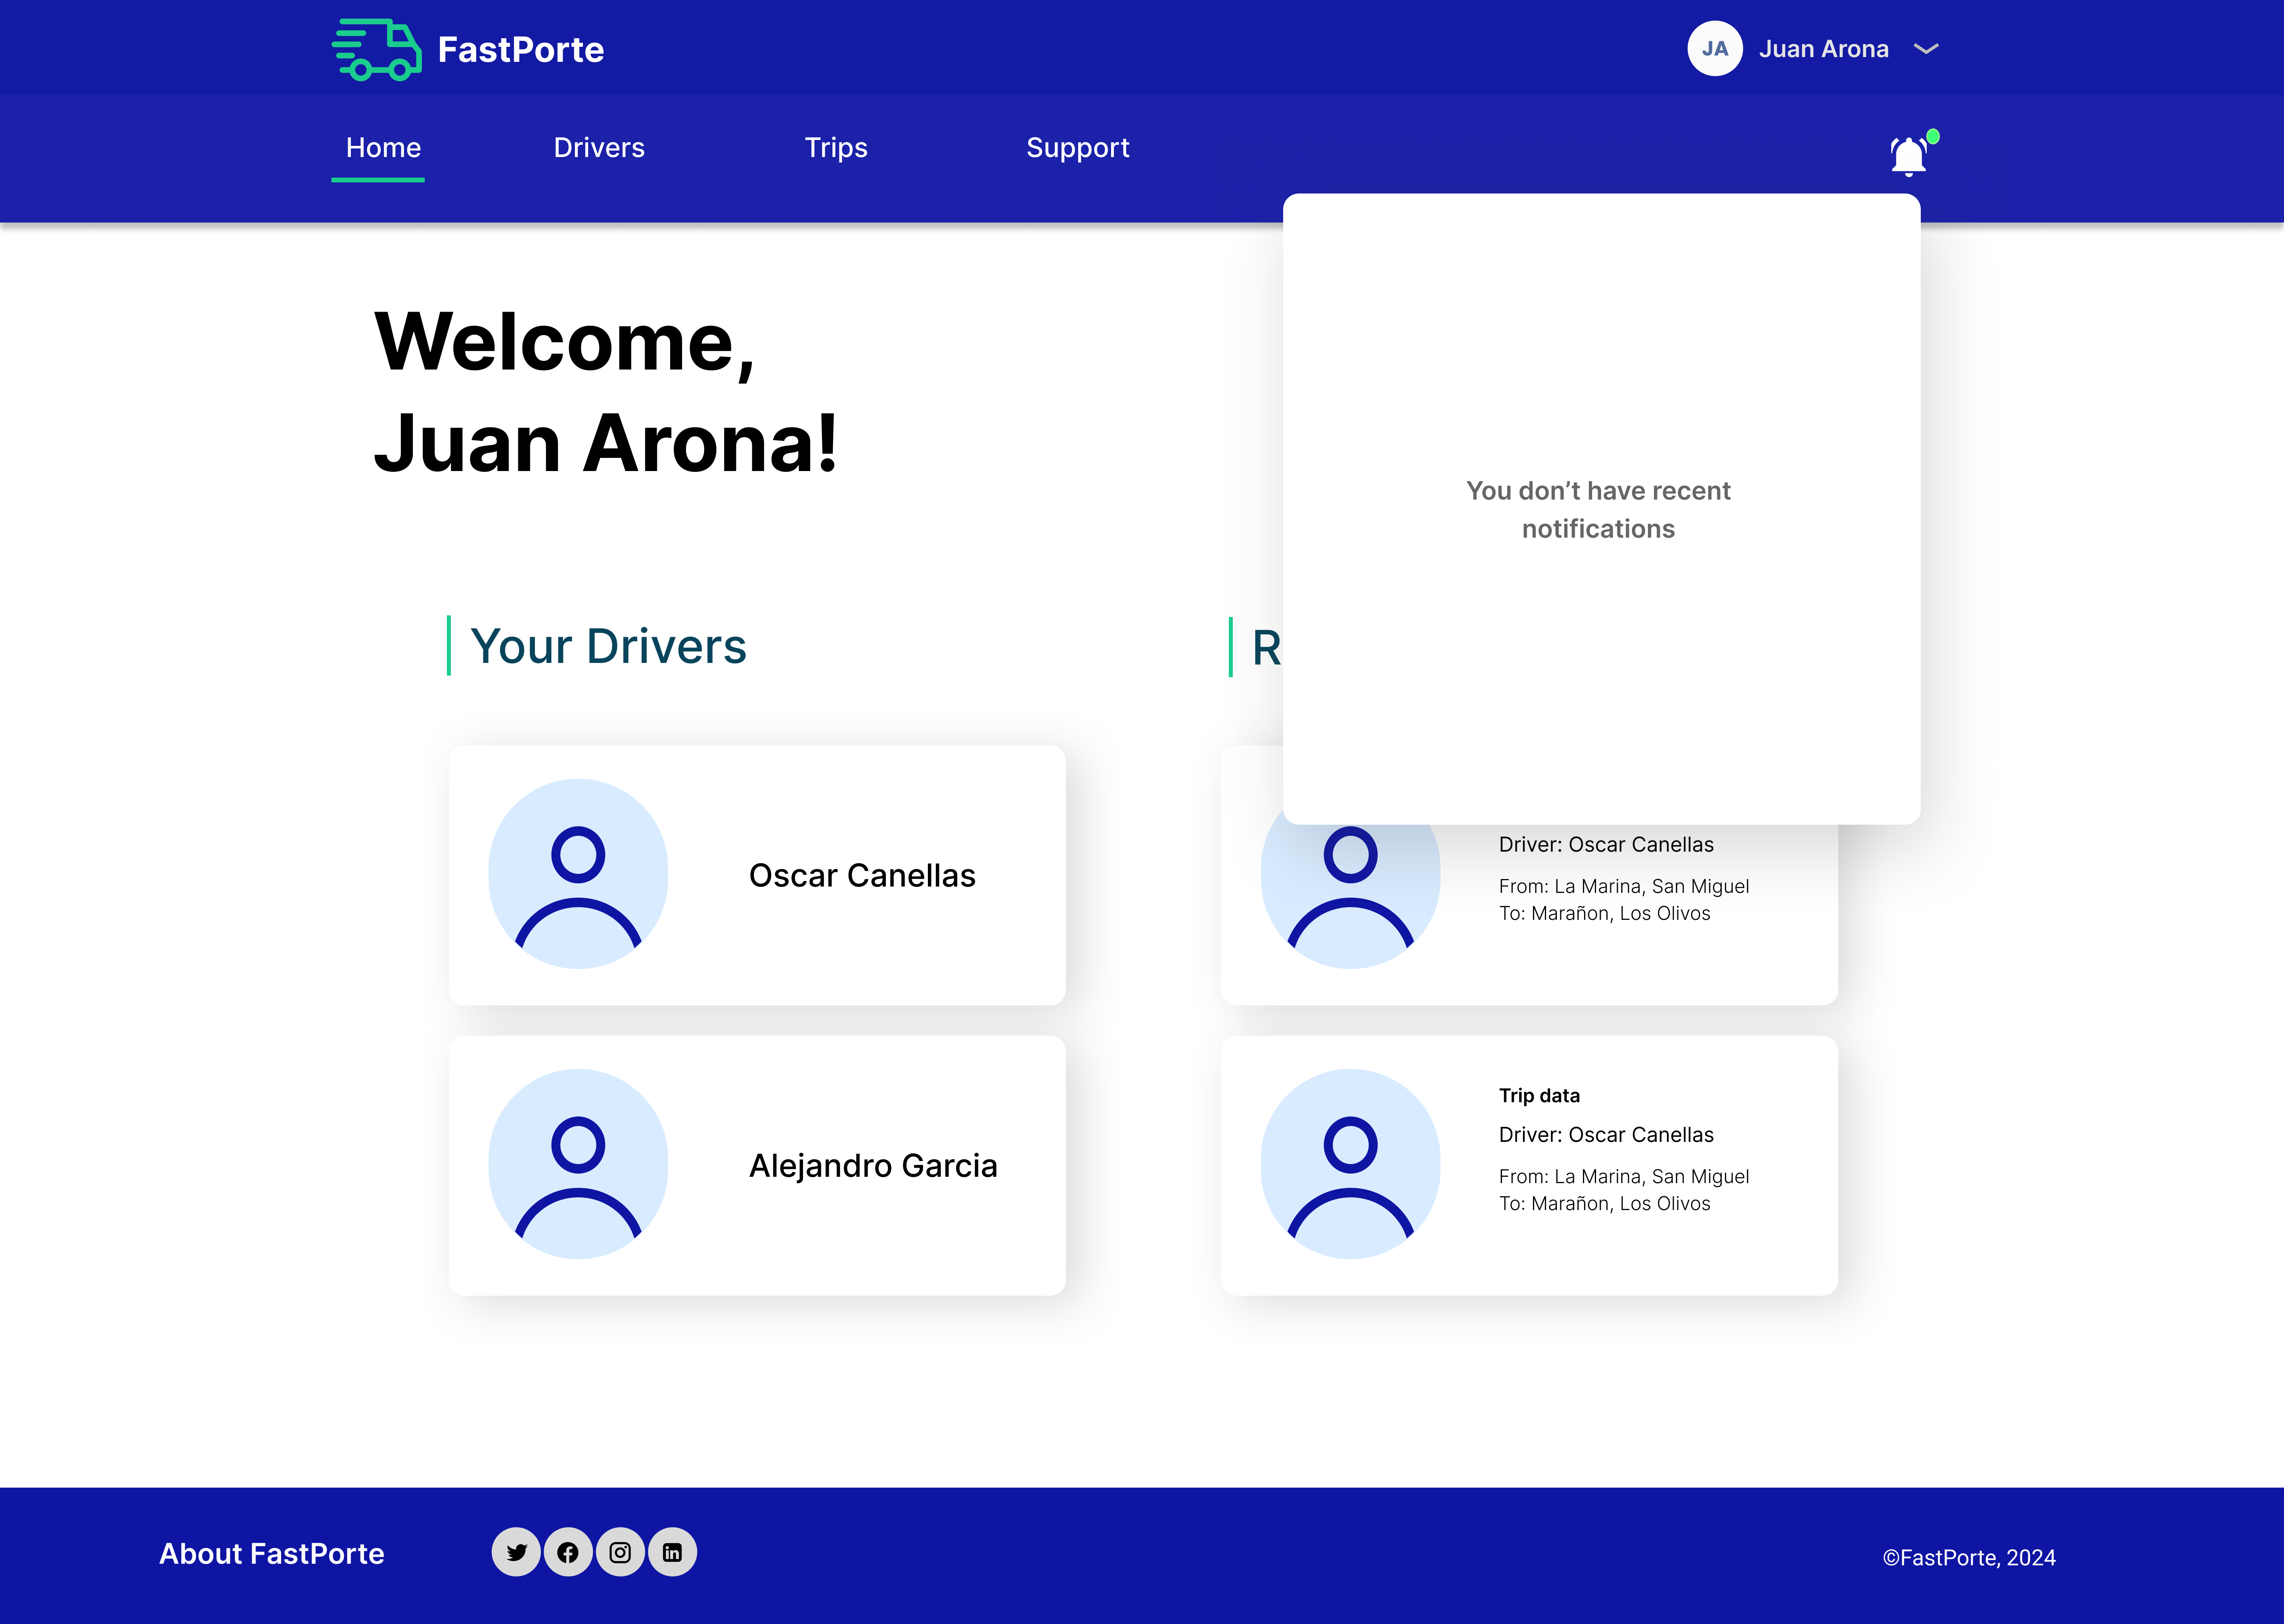 FastPorte
JA
Juan Arona
Home
Drivers
Trips
Support
Welcome,
Juan Arona!
You don’t have recent
notifications
Your Drivers
Oscar Canellas
Alejandro Garcia
Driver: Oscar Canellas
From: La Marina, San Miguel
To: Marañon, Los Olivos
Trip data
Driver: Oscar Canellas
From: La Marina, San Miguel
To: Marañon, Los Olivos
About FastPorte
©FastPorte, 2024